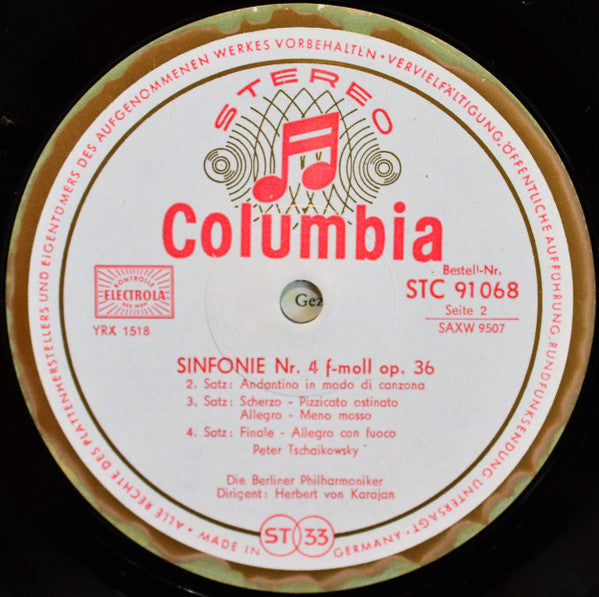 ALLE RECHTE DES PLATTENHERSTELLERS UND EIGENTÜMERS DES AUFGENOMMENEN WERKES VORBEHALTEN • VERVIELFÄLTIGUNG, ÖFFENTLICHE AUFFÜHRUNG, RUNDFUNKSENDUNG UNTERSAGT •
STEREO
Columbia
KONTROLLE
ELECTROLA
GES.M.B.H.
YRX 1518
Gez
Bestell-Nr.
STC 91068
Seite 2
SAXW 9507
SINFONIE Nr. 4 f-moll op. 36
2. Satz: Andantino in modo di canzona
3. Satz: Scherzo - Pizzicato ostinato
Allegro - Meno mosso
4. Satz: Finale - Allegro con fuoco
Peter Tschaikowsky
Die Berliner Philharmoniker
Dirigent: Herbert von Karajan
MADE IN GERMANY
ST 33